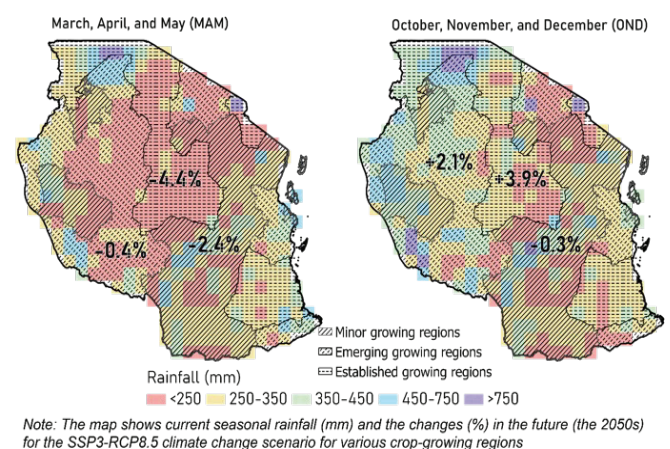 March, April, and May (MAM)
October, November, and December (OND)
-4.4%
-0.4%
-2.4%
+2.1%
+3.9%
-0.3%
Minor growing regions
Emerging growing regions
Established growing regions
Rainfall (mm)
<250 250-350 350-450 450-750 >750
Note: The map shows current seasonal rainfall (mm) and the changes (%) in the future (the 2050s)
for the SSP3-RCP8.5 climate change scenario for various crop-growing regions